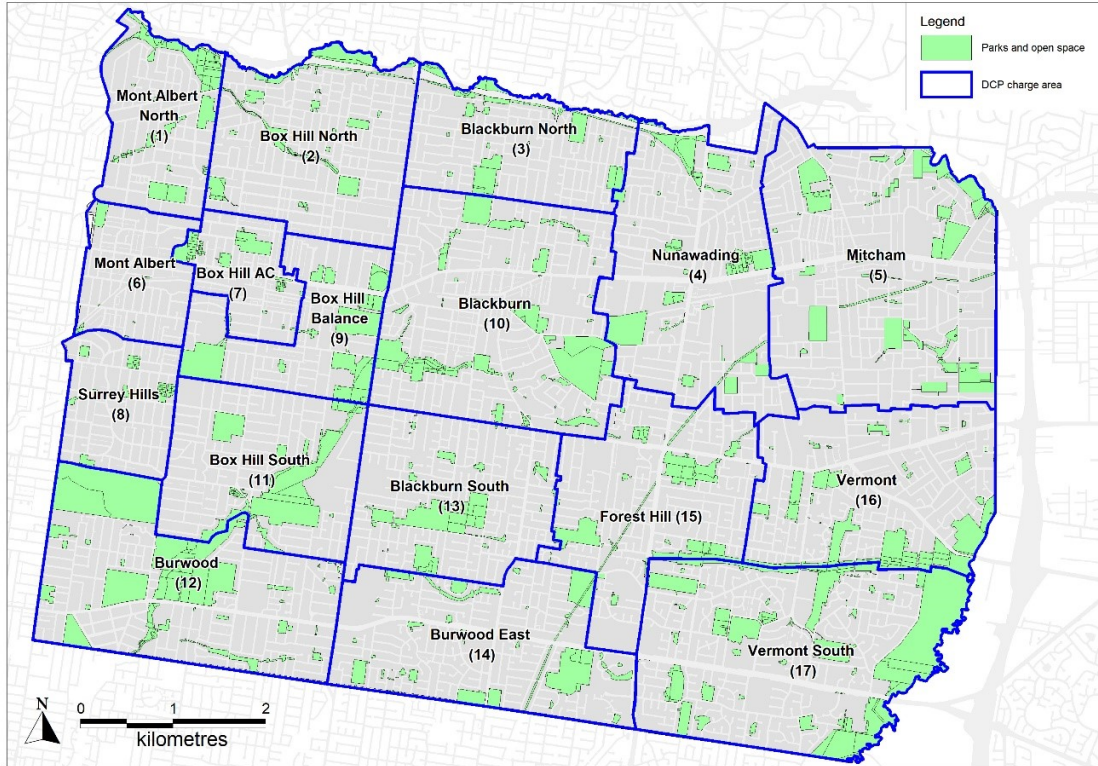 Legend
Parks and open space
DCP charge area
Mont Albert
North
(1)
Box Hill North
(2)
Blackburn North
(3)
Nunawading
(4)
Mitcham
(5)
Mont Albert
(6)
Box Hill AC
(7)
Box Hill
Balance
(9)
Blackburn
(10)
Surrey Hills
(8)
Box Hill South
(11)
Blackburn South
(13)
Forest Hill (15)
Vermont
(16)
Burwood
(12)
Burwood East
(14)
Vermont South
(17)
N
0 1 2
kilometres